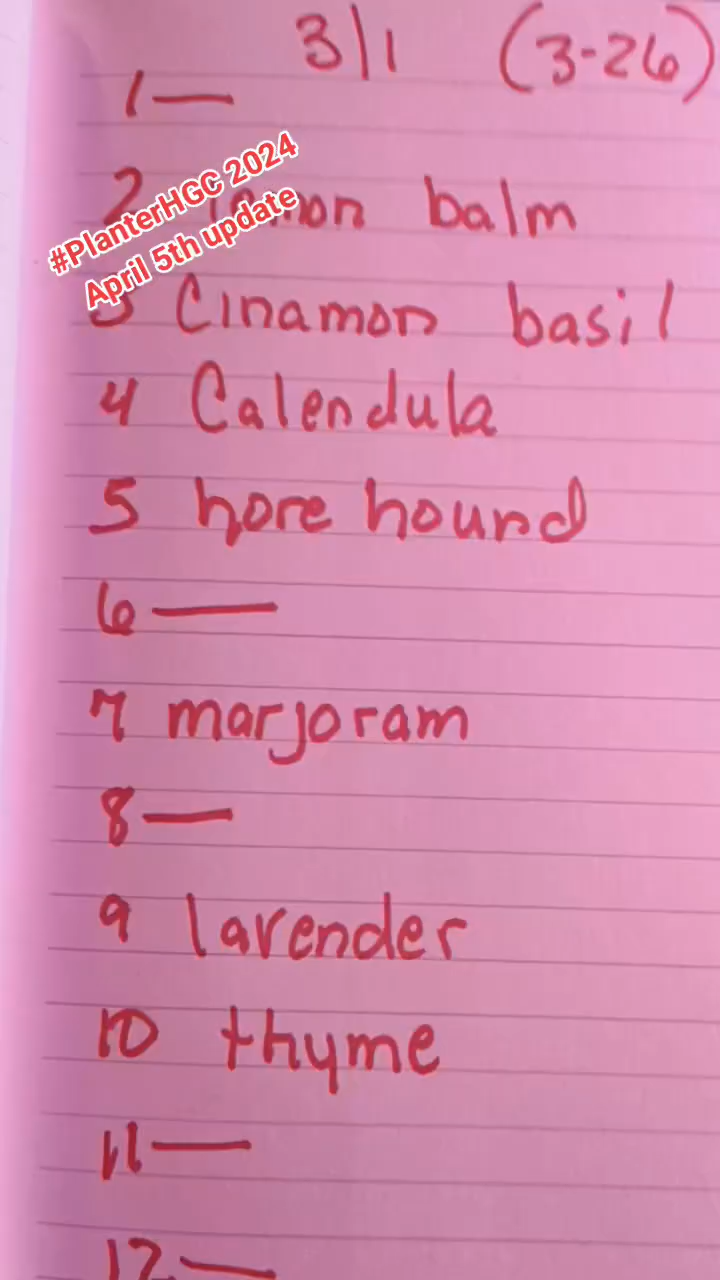 3/1 (3-26)
1 —
#PlanterHGC 2024
April 5th update
2 lemon balm
3 Cinamon basil
4 Calendula
5 hore hound
6 —
7 marjoram
8 —
9 lavender
10 thyme
11 —
12 —